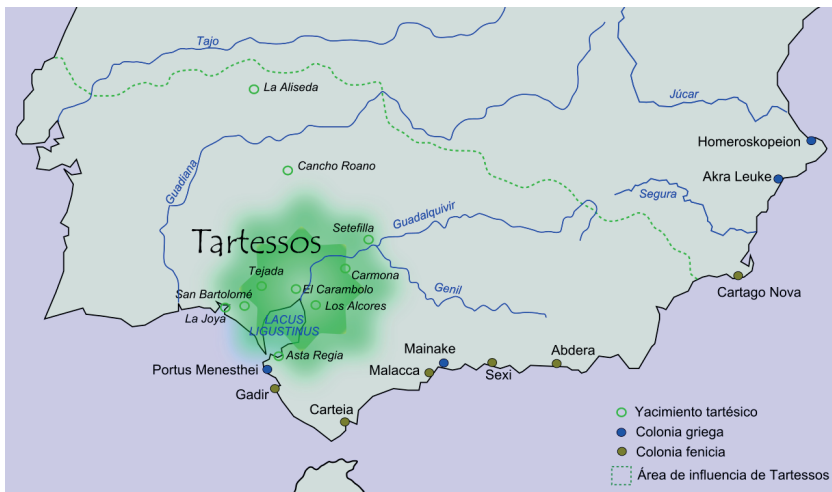 Tajo
La Aliseda
Júcar
Homeroskopeion
Cancho Roano
Akra Leuke
Guadiana
Segura
Guadalquivir
Setefilla
Tartessos
Tejada
Carmona
El Carambolo
Genil
Cartago Nova
San Bartolomé
Los Alcores
La Joya
LACUS
LIGUSTINUS
Asta Regia
Mainake
Abdera
Portus Menesthei
Malacca
Sexi
Gadir
Carteia
Yacimiento tartésico
Colonia griega
Colonia fenicia
Área de influencia de Tartessos